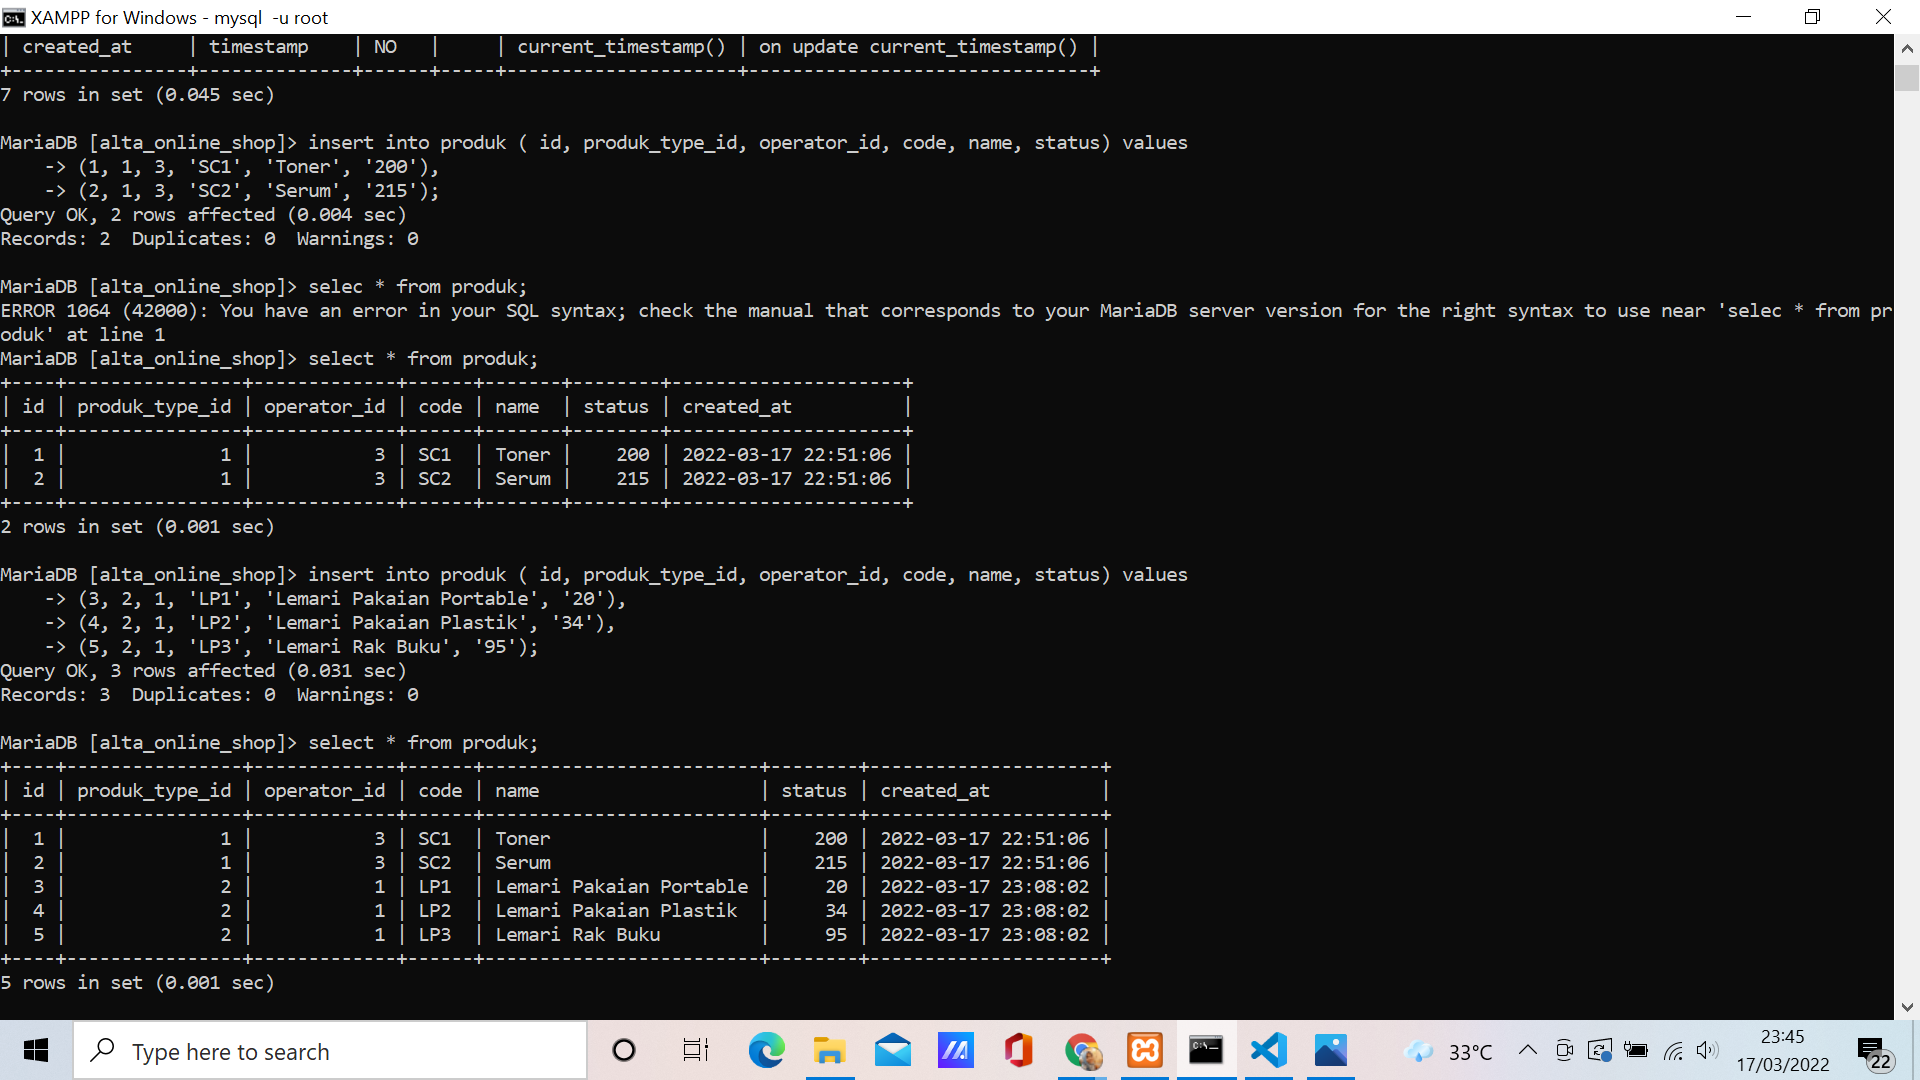 XAMPP for Windows - mysql  -u root
| created_at     | timestamp    | NO   |     | current_timestamp() | on update current_timestamp() |
+----------------+--------------+------+-----+---------------------+-------------------------------+
7 rows in set (0.045 sec)
MariaDB [alta_online_shop]> insert into produk ( id, produk_type_id, operator_id, code, name, status) values
    -> (1, 1, 3, 'SC1', 'Toner', '200'),
    -> (2, 1, 3, 'SC2', 'Serum', '215');
Query OK, 2 rows affected (0.004 sec)
Records: 2  Duplicates: 0  Warnings: 0
MariaDB [alta_online_shop]> selec * from produk;
ERROR 1064 (42000): You have an error in your SQL syntax; check the manual that corresponds to your MariaDB server version for the right syntax to use near 'selec * from pr
oduk' at line 1
MariaDB [alta_online_shop]> select * from produk;
+----+----------------+-------------+------+-------+--------+---------------------+
| id | produk_type_id | operator_id | code | name  | status | created_at          |
+----+----------------+-------------+------+-------+--------+---------------------+
|  1 |              1 |           3 | SC1  | Toner |    200 | 2022-03-17 22:51:06 |
|  2 |              1 |           3 | SC2  | Serum |    215 | 2022-03-17 22:51:06 |
+----+----------------+-------------+------+-------+--------+---------------------+
2 rows in set (0.001 sec)
MariaDB [alta_online_shop]> insert into produk ( id, produk_type_id, operator_id, code, name, status) values
    -> (3, 2, 1, 'LP1', 'Lemari Pakaian Portable', '20'),
    -> (4, 2, 1, 'LP2', 'Lemari Pakaian Plastik', '34'),
    -> (5, 2, 1, 'LP3', 'Lemari Rak Buku', '95');
Query OK, 3 rows affected (0.031 sec)
Records: 3  Duplicates: 0  Warnings: 0
MariaDB [alta_online_shop]> select * from produk;
+----+----------------+-------------+------+-------------------------+--------+---------------------+
| id | produk_type_id | operator_id | code | name                    | status | created_at          |
+----+----------------+-------------+------+-------------------------+--------+---------------------+
|  1 |              1 |           3 | SC1  | Toner                   |    200 | 2022-03-17 22:51:06 |
|  2 |              1 |           3 | SC2  | Serum                   |    215 | 2022-03-17 22:51:06 |
|  3 |              2 |           1 | LP1  | Lemari Pakaian Portable |     20 | 2022-03-17 23:08:02 |
|  4 |              2 |           1 | LP2  | Lemari Pakaian Plastik  |     34 | 2022-03-17 23:08:02 |
|  5 |              2 |           1 | LP3  | Lemari Rak Buku         |     95 | 2022-03-17 23:08:02 |
+----+----------------+-------------+------+-------------------------+--------+---------------------+
5 rows in set (0.001 sec)
Type here to search
33°C
23:45
17/03/2022
22